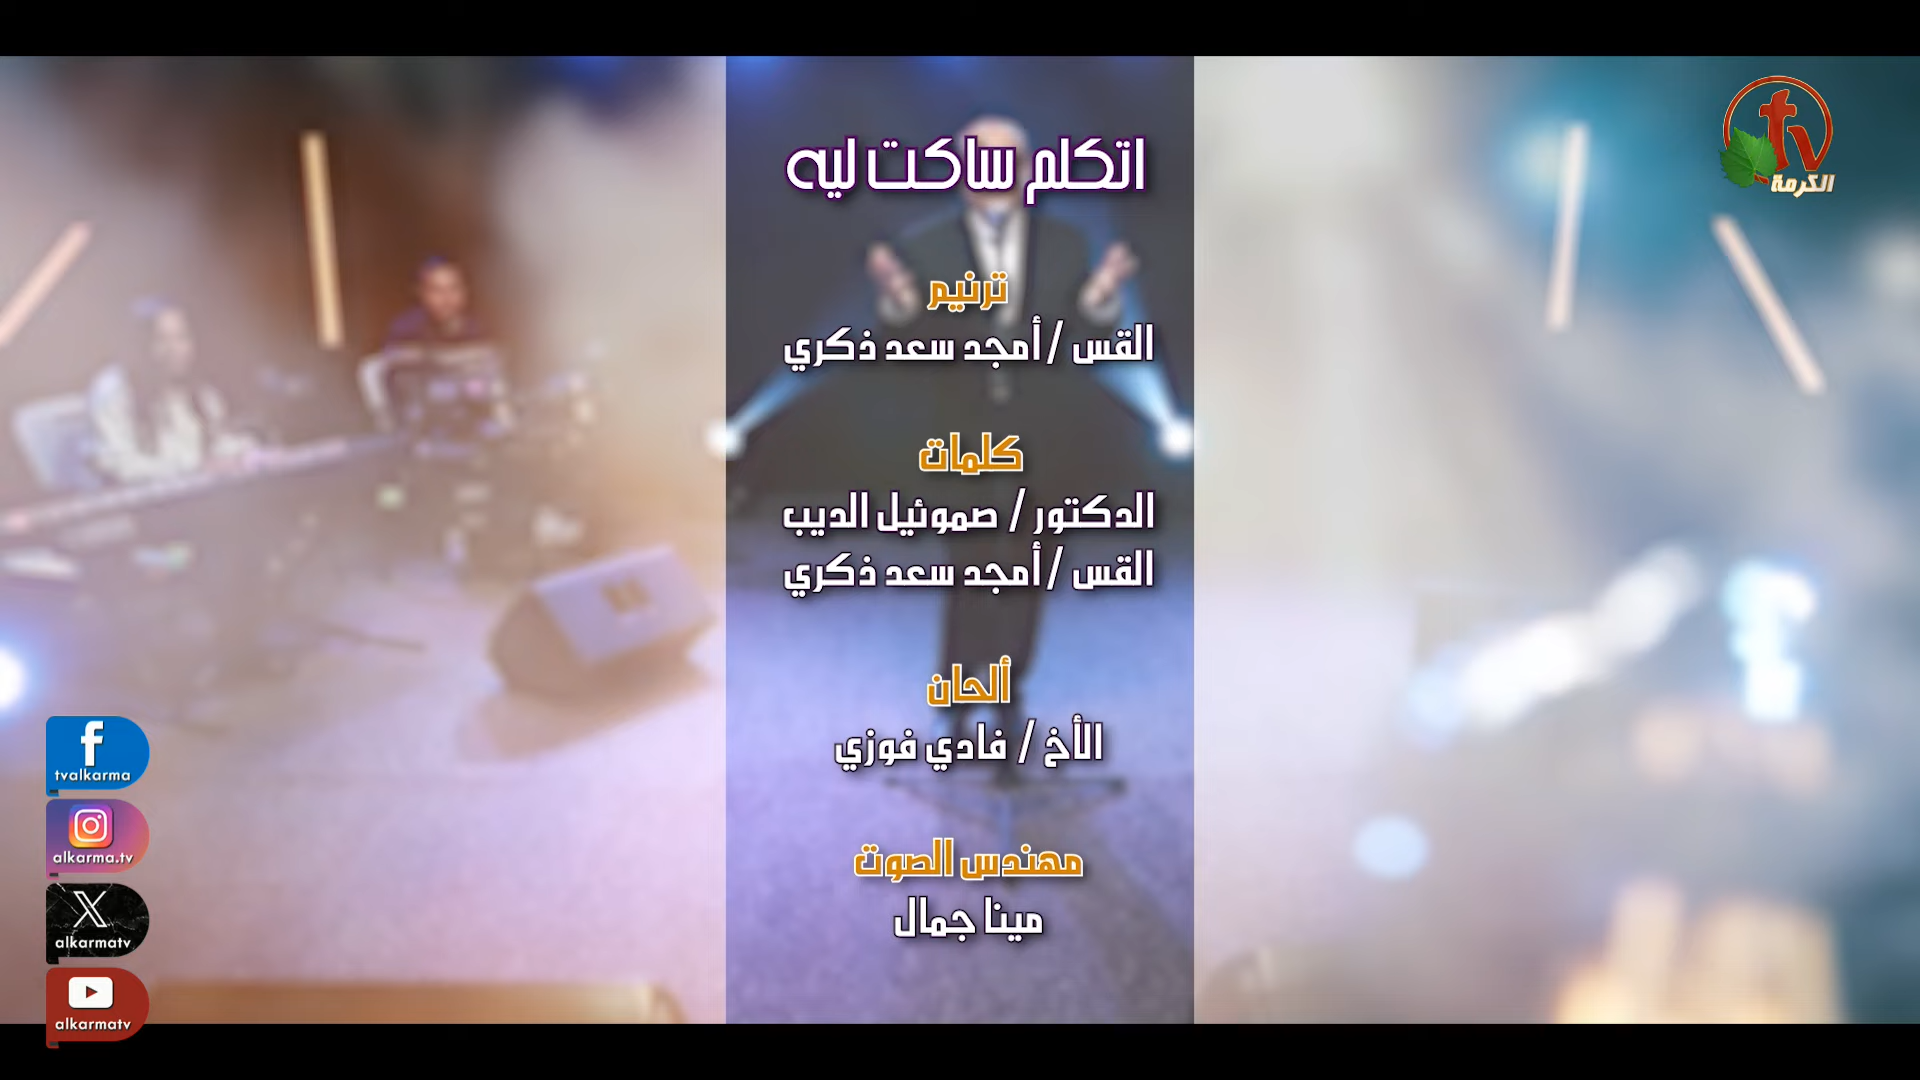 اتكلم ساكت ليه
ترنيم
القس / أمجد سعد ذكري
كلمات
الدكتور / صموئيل الديب
القس / أمجد سعد ذكري
ألحان
الأخ / فادي فوزي
مهندس الصوت
مينا جمال
tv
الكرمة
tvalkarma
alkarma.tv
alkarmatv
alkarmatv